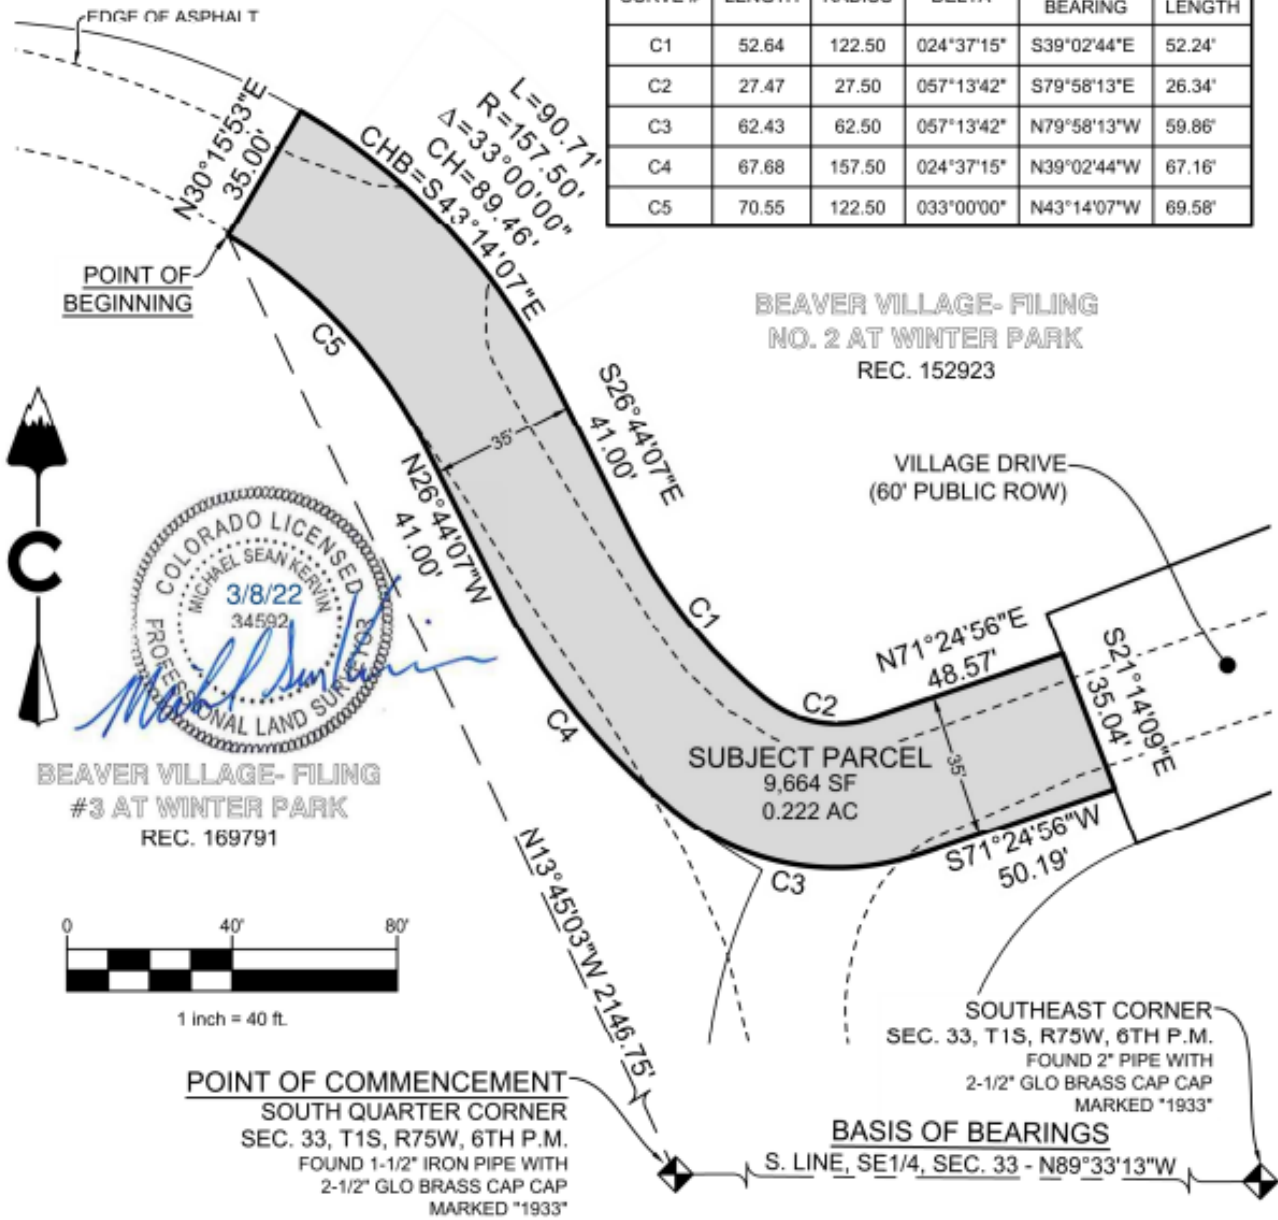 EDGE OF ASPHALT
BEARING LENGTH
C1 52.64 122.50 024°37'15" S39°02'44"E 52.24'
C2 27.47 27.50 057°13'42" S79°58'13"E 26.34'
C3 62.43 62.50 057°13'42" N79°58'13"W 59.86'
C4 67.68 157.50 024°37'15" N39°02'44"W 67.16'
C5 70.55 122.50 033°00'00" N43°14'07"W 69.58'
L=90.71'
R=157.50'
Δ=33°00'00"
CH=89.46'
CHB=S43°14'07"E
N30°15'53"E
35.00'
POINT OF
BEGINNING
C5
BEAVER VILLAGE- FILING
NO. 2 AT WINTER PARK
REC. 152923
S26°44'07"E
41.00'
35'
N26°44'07"W
41.00'
VILLAGE DRIVE
(60' PUBLIC ROW)
C
COLORADO LICENSED
MICHAEL SEAN KERVIN
3/8/22
34592
PROFESSIONAL LAND SURVEYOR
C1
N71°24'56"E
48.57'
S21°14'09"E
35.04'
C2
C4
SUBJECT PARCEL
9,664 SF
0.222 AC
35'
BEAVER VILLAGE- FILING
#3 AT WINTER PARK
REC. 169791
S71°24'56"W
50.19'
C3
N13°45'03"W 2146.75'
0 40' 80'
1 inch = 40 ft.
SOUTHEAST CORNER
SEC. 33, T1S, R75W, 6TH P.M.
FOUND 2" PIPE WITH
2-1/2" GLO BRASS CAP CAP
MARKED "1933"
POINT OF COMMENCEMENT
SOUTH QUARTER CORNER
SEC. 33, T1S, R75W, 6TH P.M.
FOUND 1-1/2" IRON PIPE WITH
2-1/2" GLO BRASS CAP CAP
MARKED "1933"
BASIS OF BEARINGS
S. LINE, SE1/4, SEC. 33 - N89°33'13"W